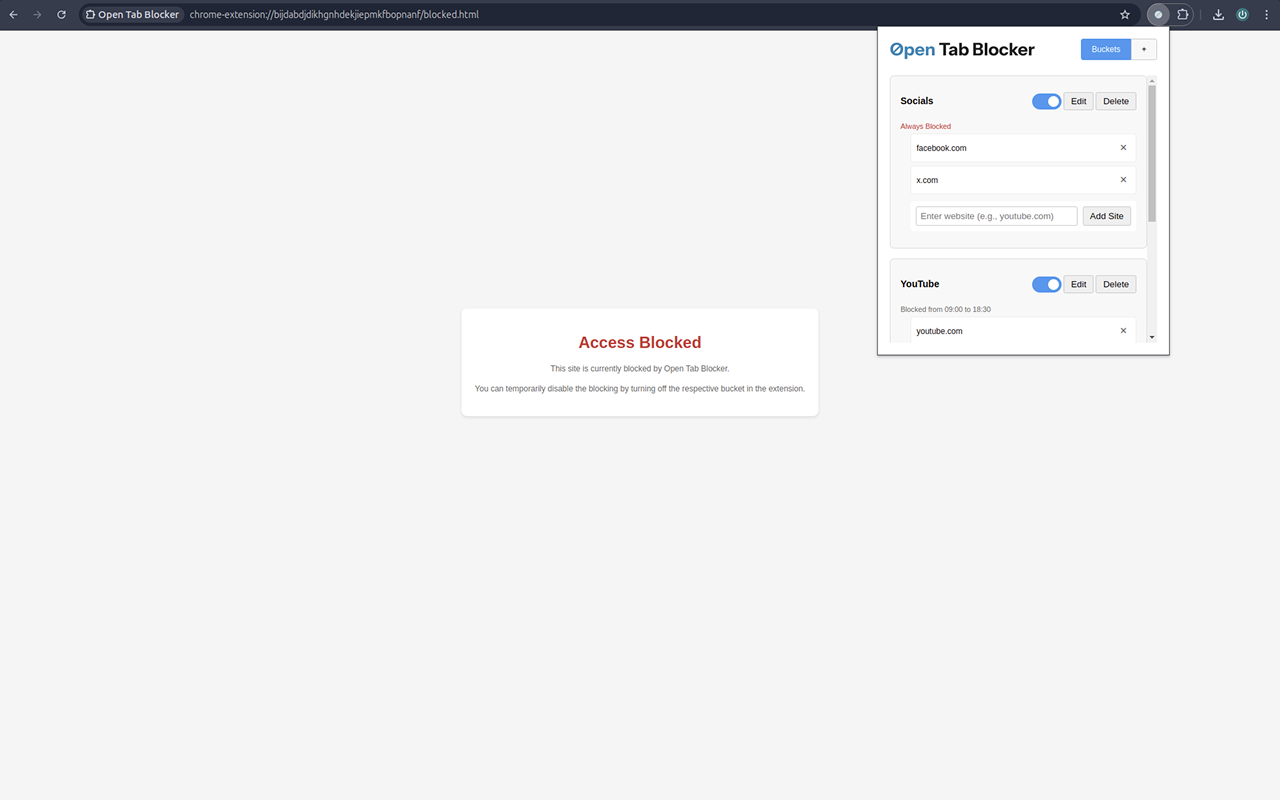 Open Tab Blocker
chrome-extension://bijdabdjdikhgnhdekjiepmkfbopnanf/blocked.html
Open Tab Blocker
Buckets
+
Socials
Edit
Delete
Always Blocked
facebook.com
x.com
Enter website (e.g., youtube.com)
Add Site
YouTube
Edit
Delete
Blocked from 09:00 to 18:30
youtube.com
Access Blocked
This site is currently blocked by Open Tab Blocker.
You can temporarily disable the blocking by turning off the respective bucket in the extension.